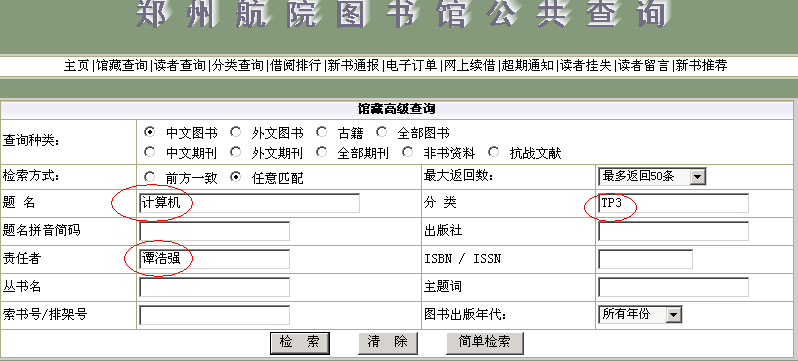 郑州航院图书馆公共查询
主页|馆藏查询|读者查询|分类查询|借阅排行|新书通报|电子订单|网上续借|超期通知|读者挂失|读者留言|新书推荐
馆藏高级查询
查询种类: 中文图书 外文图书 古籍 全部图书
中文期刊 外文期刊 全部期刊 非书资料 抗战文献
检索方式: 前方一致 任意匹配 最大返回数: 最多返回50条
题 名 计算机 分 类 TP3
题名拼音简码 出版社
责任者 谭浩强 ISBN / ISSN
丛书名 主题词
索书号/排架号 图书出版年代: 所有年份
检 索 清 除 简单检索